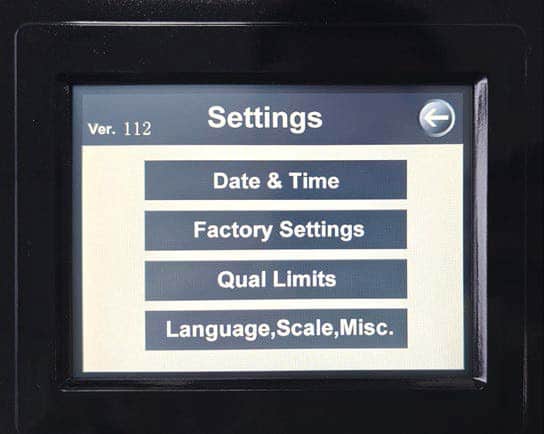 Settings
Ver. 112
Date & Time
Factory Settings
Qual Limits
Language,Scale,Misc.